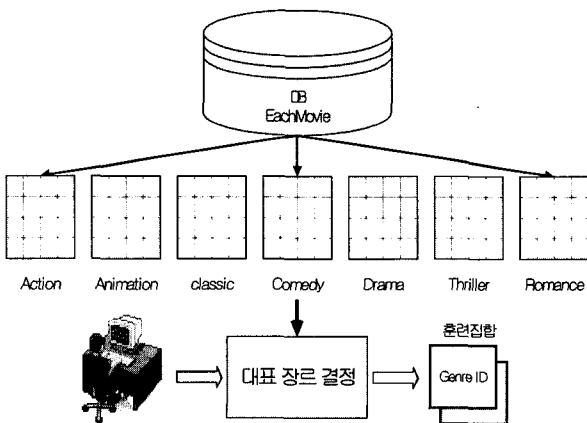 DB
EachMovie
Action Animation classic Comedy Drama Thriller Romance
훈련집합
대표 장르 결정
Genre ID